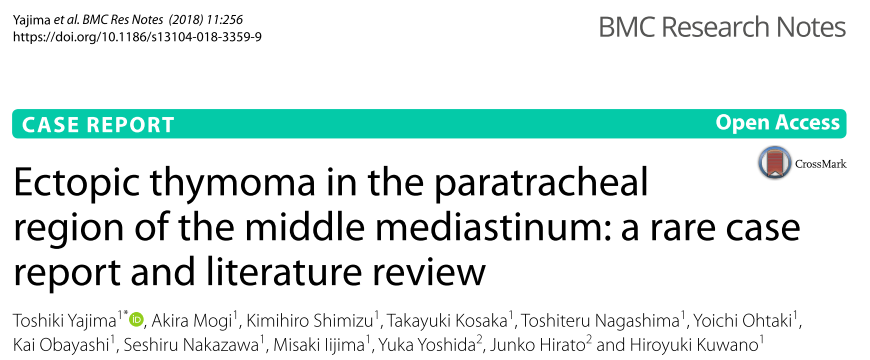 Yajima et al. BMC Res Notes (2018) 11:256
https://doi.org/10.1186/s13104-018-3359-9
BMC Research Notes
CASE REPORT
Open Access
CrossMark
Ectopic thymoma in the paratracheal
region of the middle mediastinum: a rare case
report and literature review
Toshiki Yajima1* iD, Akira Mogi1, Kimihiro Shimizu1, Takayuki Kosaka1, Toshiteru Nagashima1, Yoichi Ohtaki1,
Kai Obayashi1, Seshiru Nakazawa1, Misaki Iijima1, Yuka Yoshida2, Junko Hirato2 and Hiroyuki Kuwano1